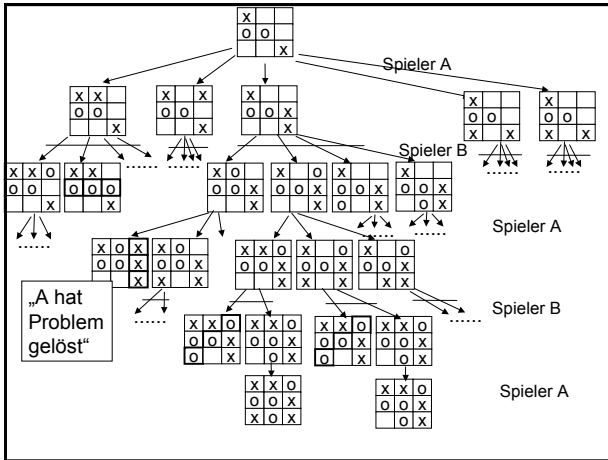 x
o o
x
Spieler A
x x
o o
x
x x
o o
x
x
o o x
x
x
o o
x x
x
o o
x x
Spieler B
......
......
......
......
x x o
o o
x
x x
o o o
x
x o
o o x
x
x o
o o x
x
x
o o x
o x
x
o o x
o x
......
......
......
Spieler A
x o x
o o x
x
x o
o o x
x
x o
o o x
x
x x o
o o x
x
x o
o o x
x
„A hat
Problem
gelöst“
......
......
Spieler B
x x o
o o x
o x
x x o
o o x
o x
x x o
o o x
o x
x x o
o o x
o x
x x o
o o x
x o x
x x o
o o x
o x
Spieler A